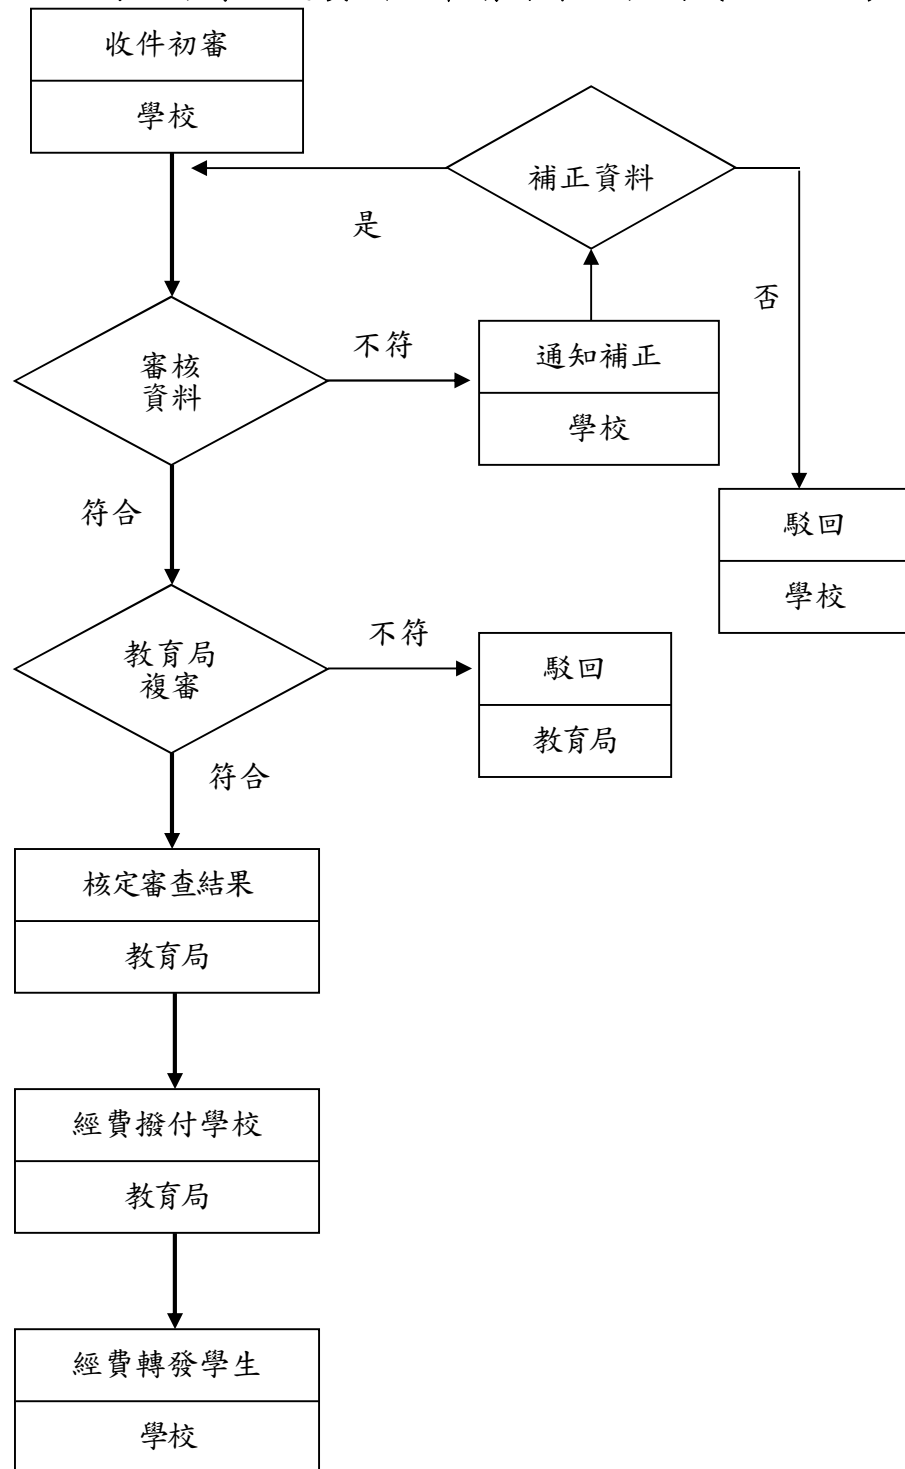 收件初審
學校
補正資料
是
否
不符
通知補正
學校
審核
資料
符合
駁回
學校
教育局
複審
不符
駁回
教育局
符合
核定審查結果
教育局
經費撥付學校
教育局
經費轉發學生
學校